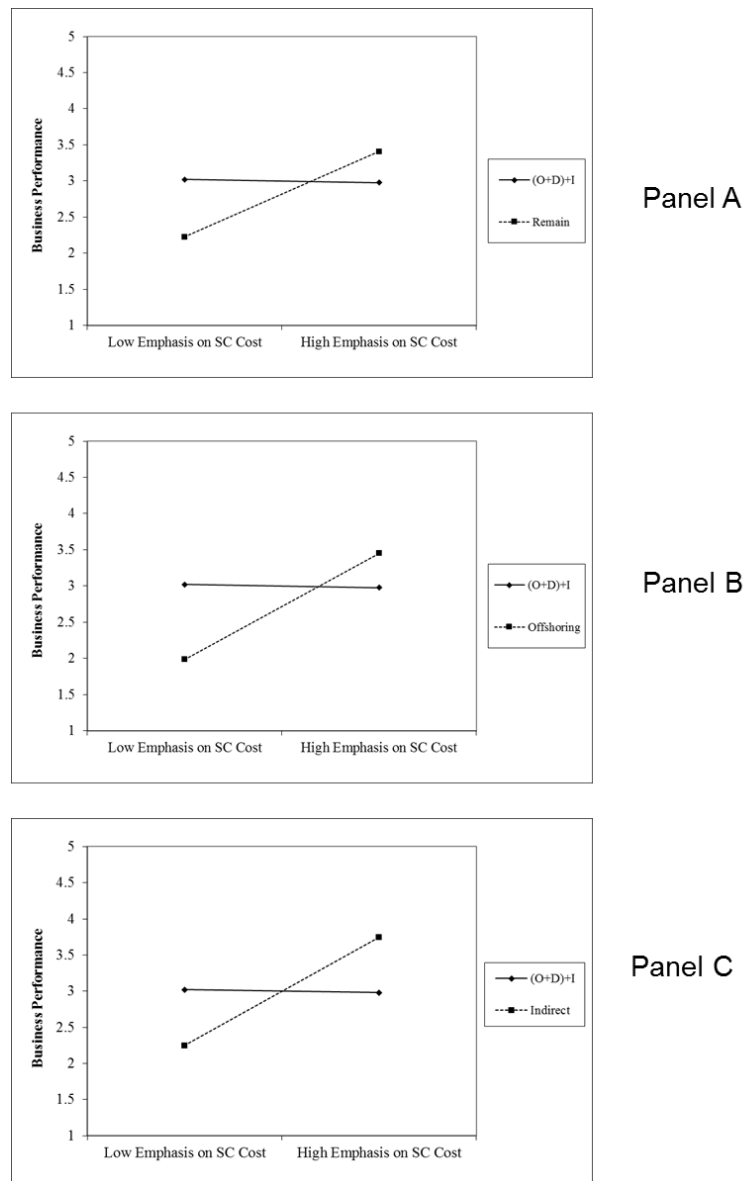 5
4.5
4
3.5
3
2.5
2
1.5
1
Business Performance
Low Emphasis on SC Cost
High Emphasis on SC Cost
(O+D)+I
Remain
Panel A
5
4.5
4
3.5
3
2.5
2
1.5
1
Business Performance
Low Emphasis on SC Cost
High Emphasis on SC Cost
(O+D)+I
Offshoring
Panel B
5
4.5
4
3.5
3
2.5
2
1.5
1
Business Performance
Low Emphasis on SC Cost
High Emphasis on SC Cost
(O+D)+I
Indirect
Panel C